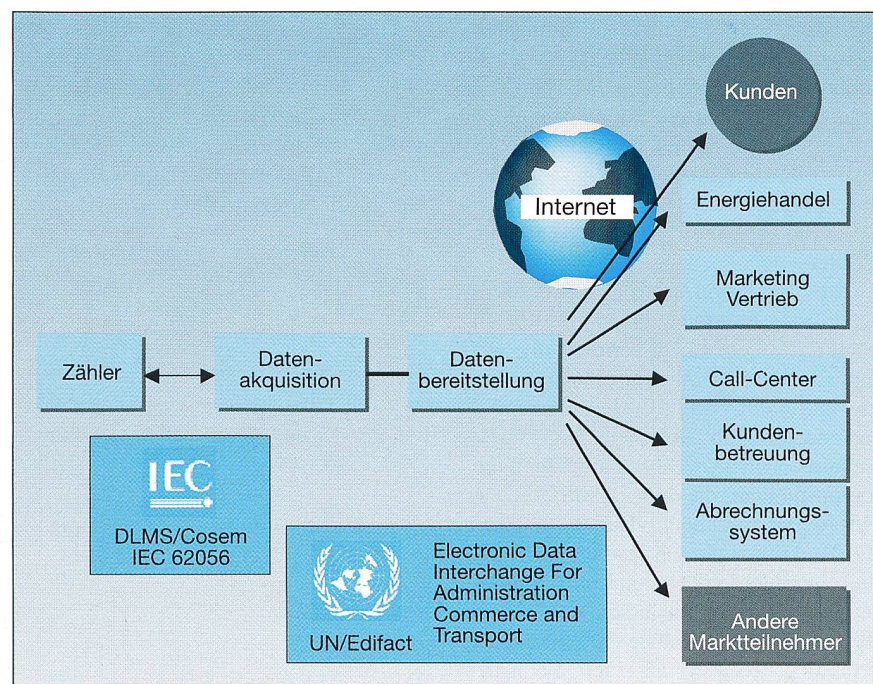 Kunden
Internet
Energiehandel
Marketing
Vertrieb
Zähler
Daten-
akquisition
Daten-
bereitstellung
Call-Center
Kunden-
betreuung
Abrechnungs-
system
Andere
Marktteilnehmer
IEC
DLMS/Cosem
IEC 62056
UN/Edifact
Electronic Data
Interchange For
Administration
Commerce and
Transport